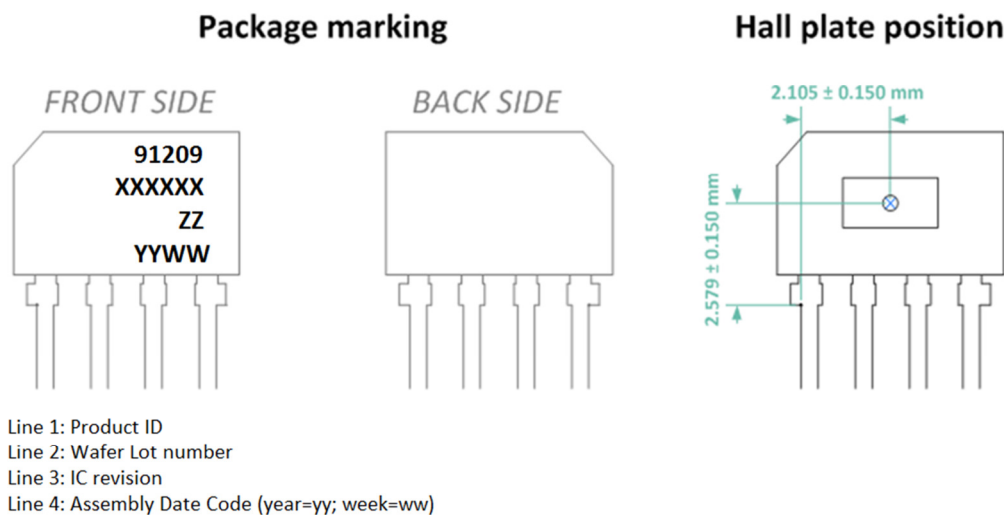 Package marking
Hall plate position
FRONT SIDE
BACK SIDE
2.105 ± 0.150 mm
91209
XXXXXX
ZZ
YYWW
2.579 ± 0.150 mm
Line 1: Product ID
Line 2: Wafer Lot number
Line 3: IC revision
Line 4: Assembly Date Code (year=yy; week=ww)